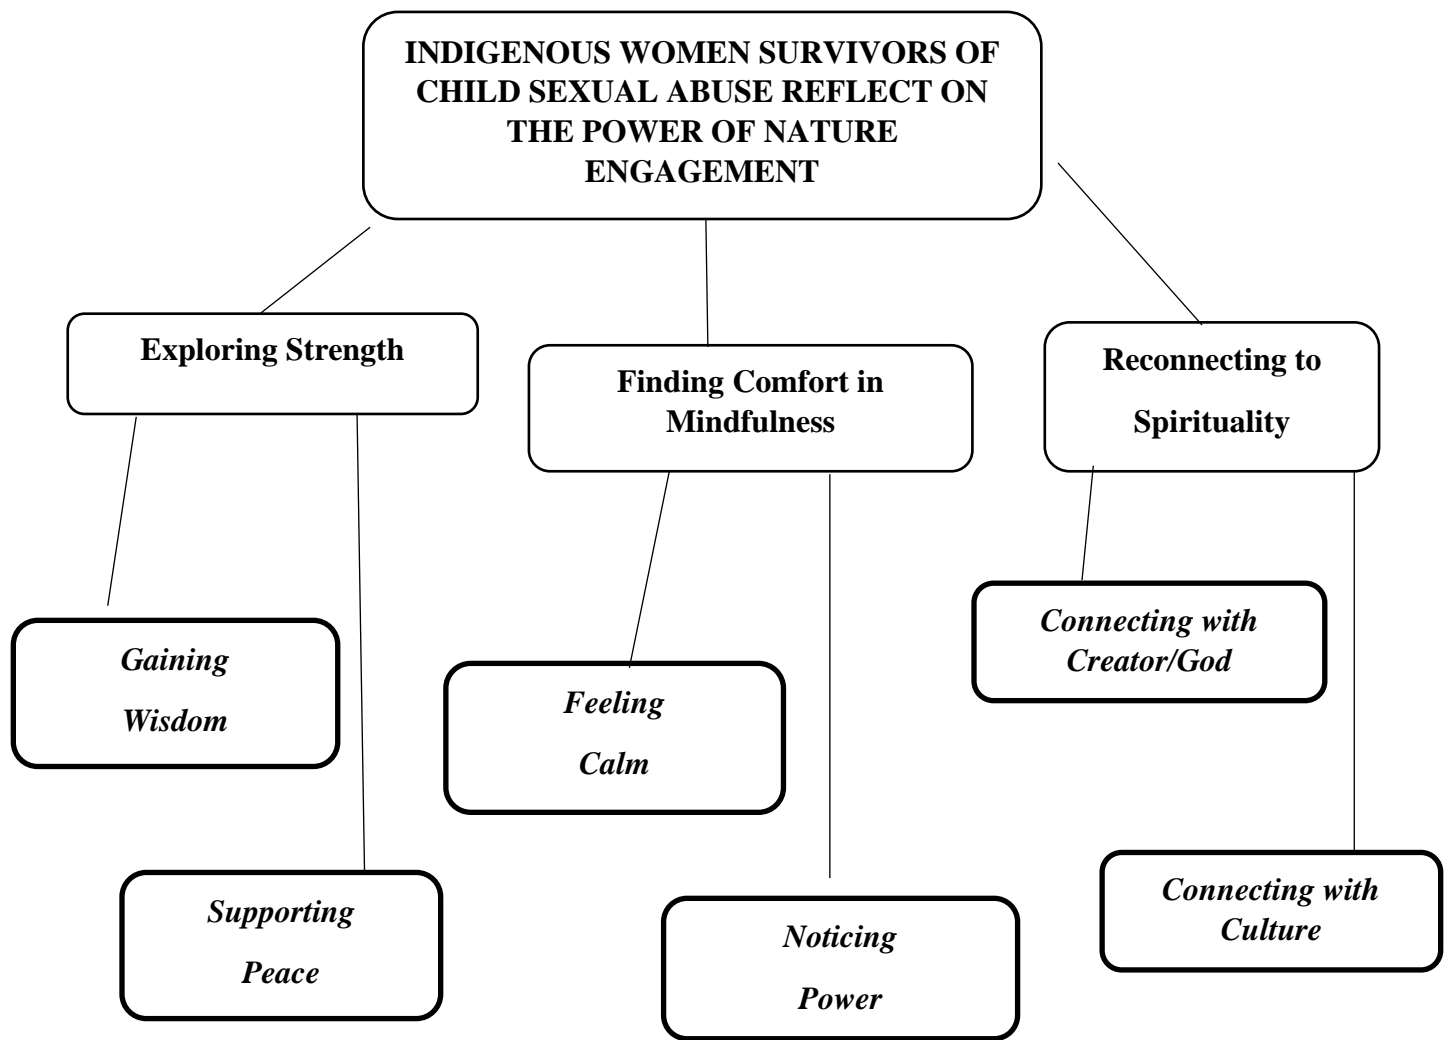 INDIGENOUS WOMEN SURVIVORS OF
CHILD SEXUAL ABUSE REFLECT ON
THE POWER OF NATURE
ENGAGEMENT
Exploring Strength
Finding Comfort in
Mindfulness
Reconnecting to
Spirituality
Gaining
Wisdom
Supporting
Peace
Feeling
Calm
Noticing
Power
Connecting with
Creator/God
Connecting with
Culture